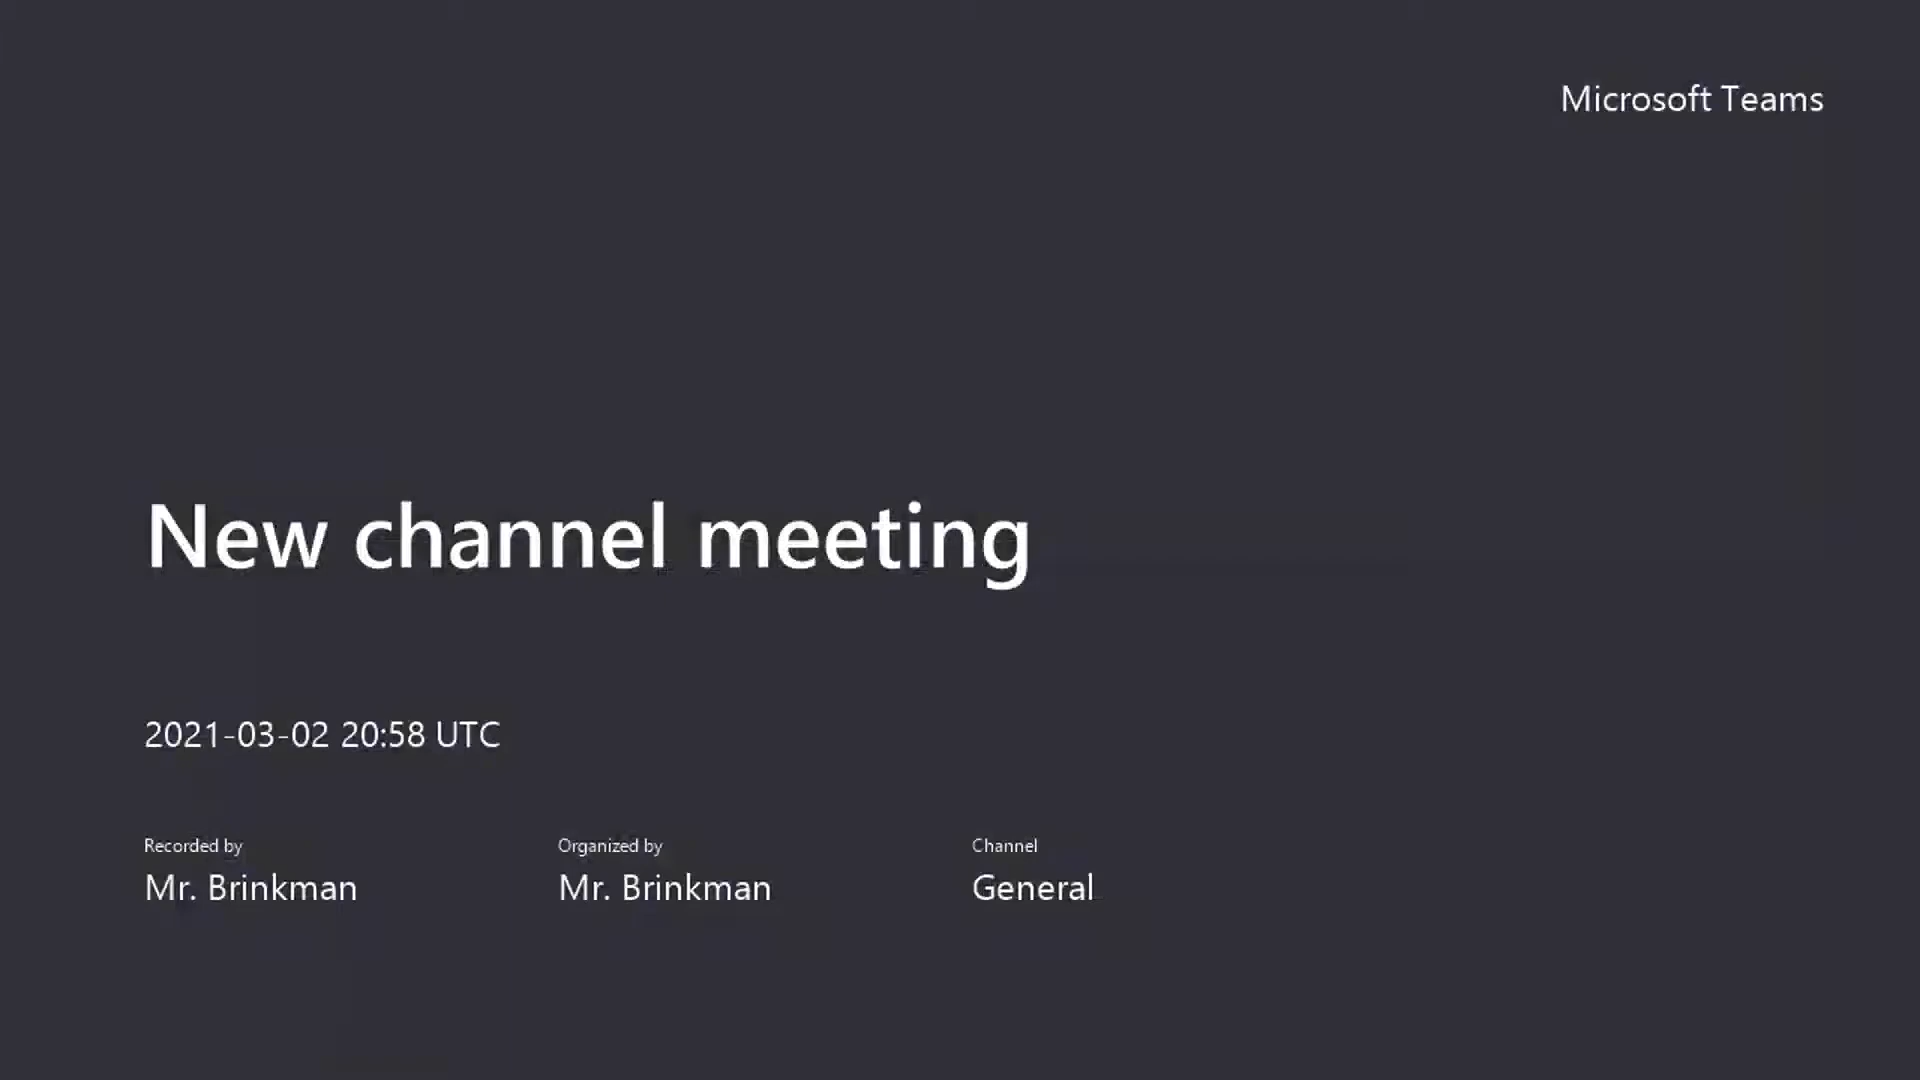 Microsoft Teams
New channel meeting
2021-03-02 20:58 UTC
Recorded by
Mr. Brinkman
Organized by
Mr. Brinkman
Channel
General